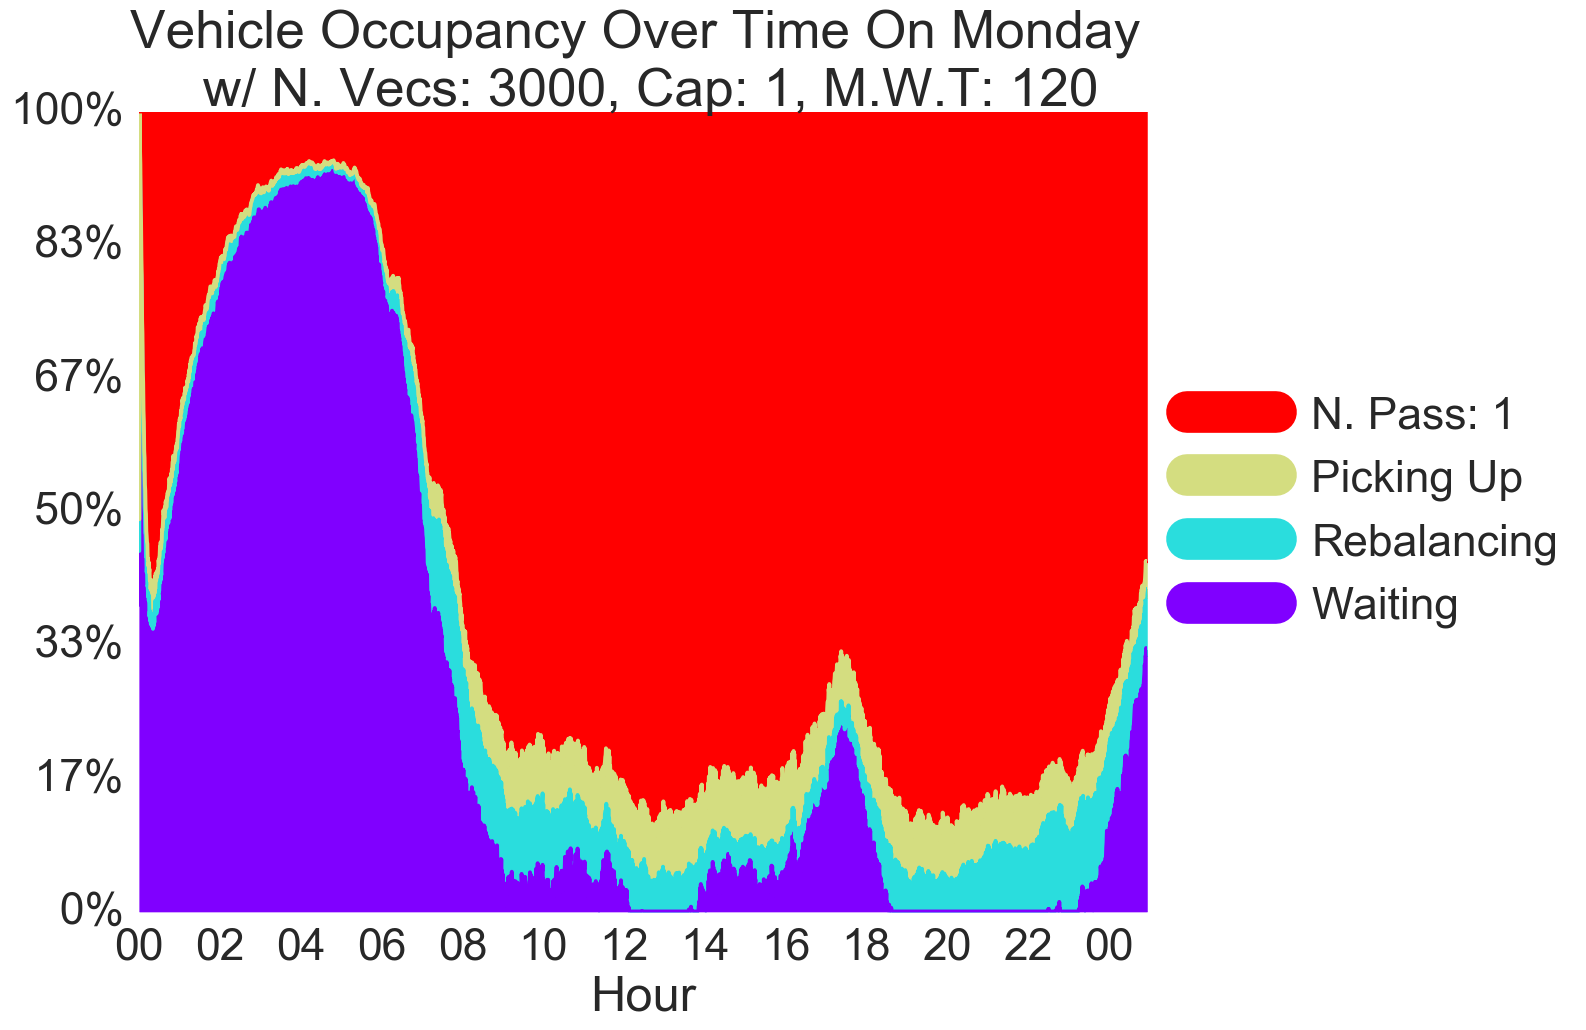 Vehicle Occupancy Over Time On Monday
w/ N. Vecs: 3000, Cap: 1, M.W.T: 120
100%
83%
67%
50%
33%
17%
0%
00 02 04 06 08 10 12 14 16 18 20 22 00
Hour
N. Pass: 1
Picking Up
Rebalancing
Waiting